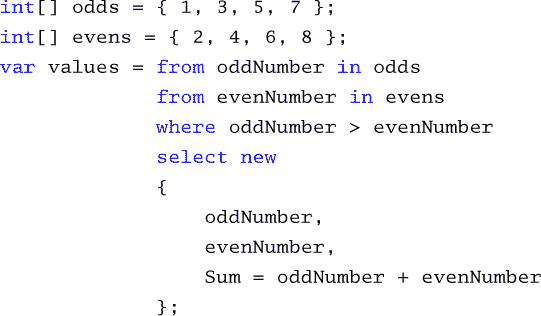 int[] odds = { 1, 3, 5, 7 };
int[] evens = { 2, 4, 6, 8 };
var values = from oddNumber in odds
             from evenNumber in evens
             where oddNumber > evenNumber
             select new
             {
                 oddNumber,
                 evenNumber,
                 Sum = oddNumber + evenNumber
             };